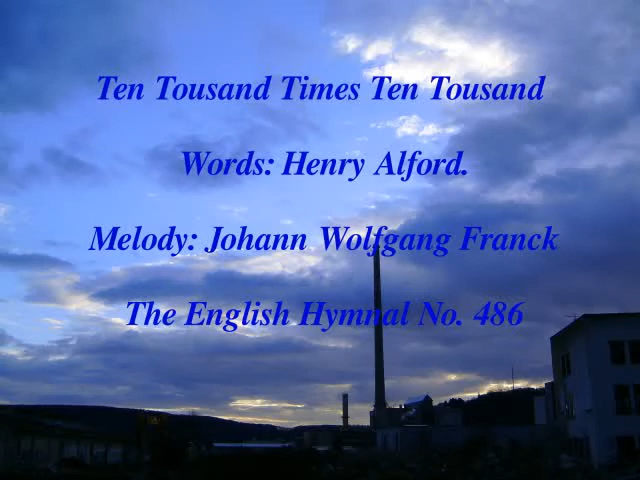 Ten Tousand Times Ten Tousand
Words: Henry Alford.
Melody: Johann Wolfgang Franck
The English Hymnal No. 486